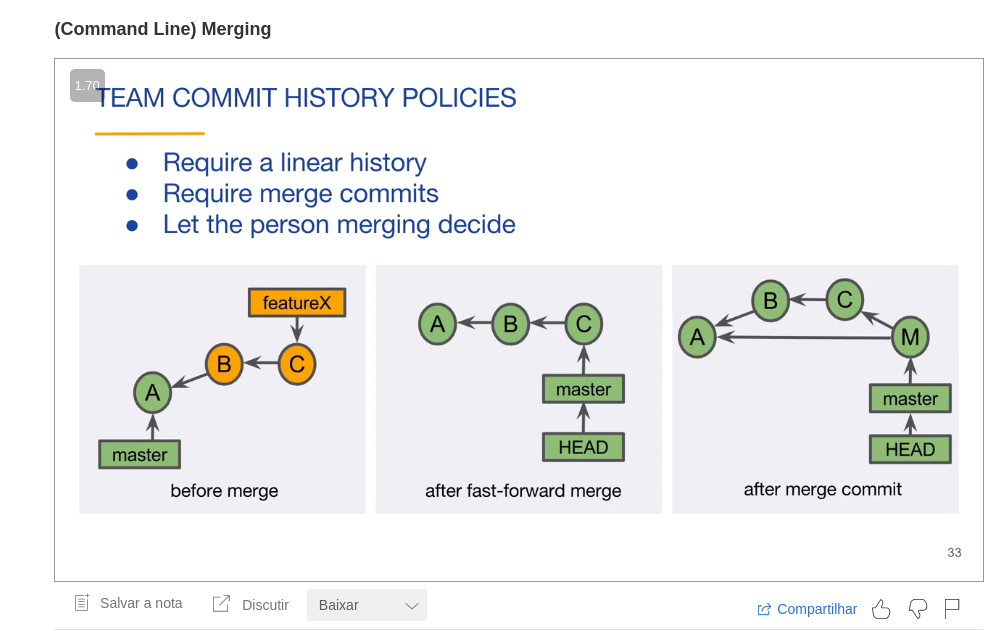 (Command Line) Merging
1.70
TEAM COMMIT HISTORY POLICIES
● Require a linear history
● Require merge commits
● Let the person merging decide
featureX
B
C
A
master
before merge
A
B
C
master
HEAD
after fast-forward merge
B
C
A
M
master
HEAD
after merge commit
33
Salvar a nota
Discutir
Baixar
Compartilhar